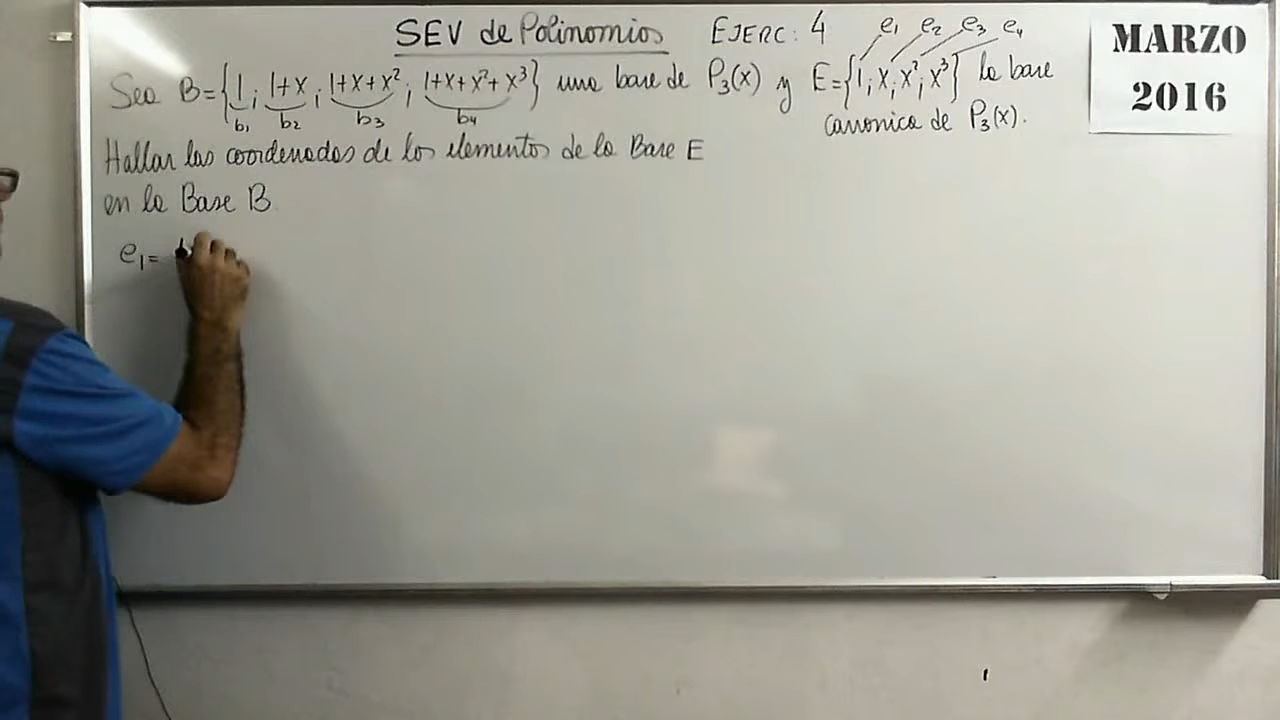 SEV de Polinomios EJERC: 4 e₁ e₂ e₃ e₄
Sea B={1; 1+x; 1+x+x²; 1+x+x²+x³} una base de P₃(x) y E={1; x; x²; x³} la base
b₁ b₂ b₃ b₄
canonica de P₃(x).
Hallar las coordenadas de los elementos de la Base E
en la Base B
e₁=
MARZO
2016